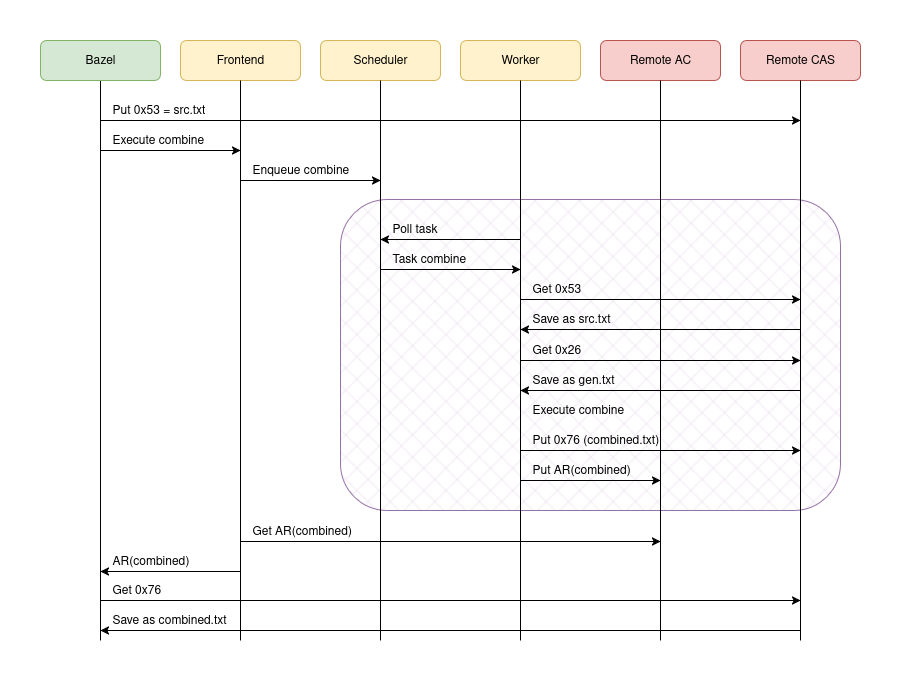 Bazel
Frontend
Scheduler
Worker
Remote AC
Remote CAS
Put 0x53 = src.txt
Execute combine
Enqueue combine
Poll task
Task combine
Get 0x53
Save as src.txt
Get 0x26
Save as gen.txt
Execute combine
Put 0x76 (combined.txt)
Put AR(combined)
Get AR(combined)
AR(combined)
Get 0x76
Save as combined.txt